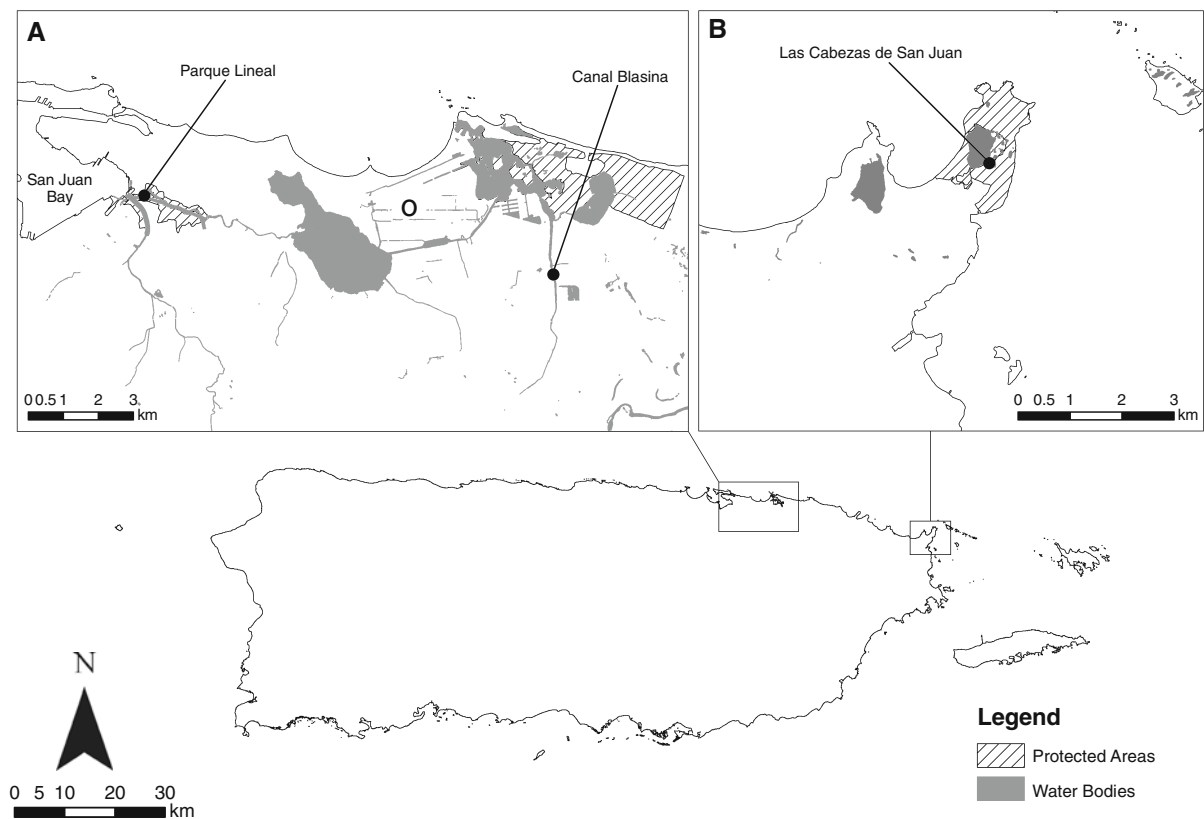 A
Parque Lineal
Canal Blasina
San Juan
Bay
O
0 0.5 1 2 3
km
B
Las Cabezas de San Juan
0 0.5 1 2 3
km
N
0 5 10 20 30
km
Legend
Protected Areas
Water Bodies